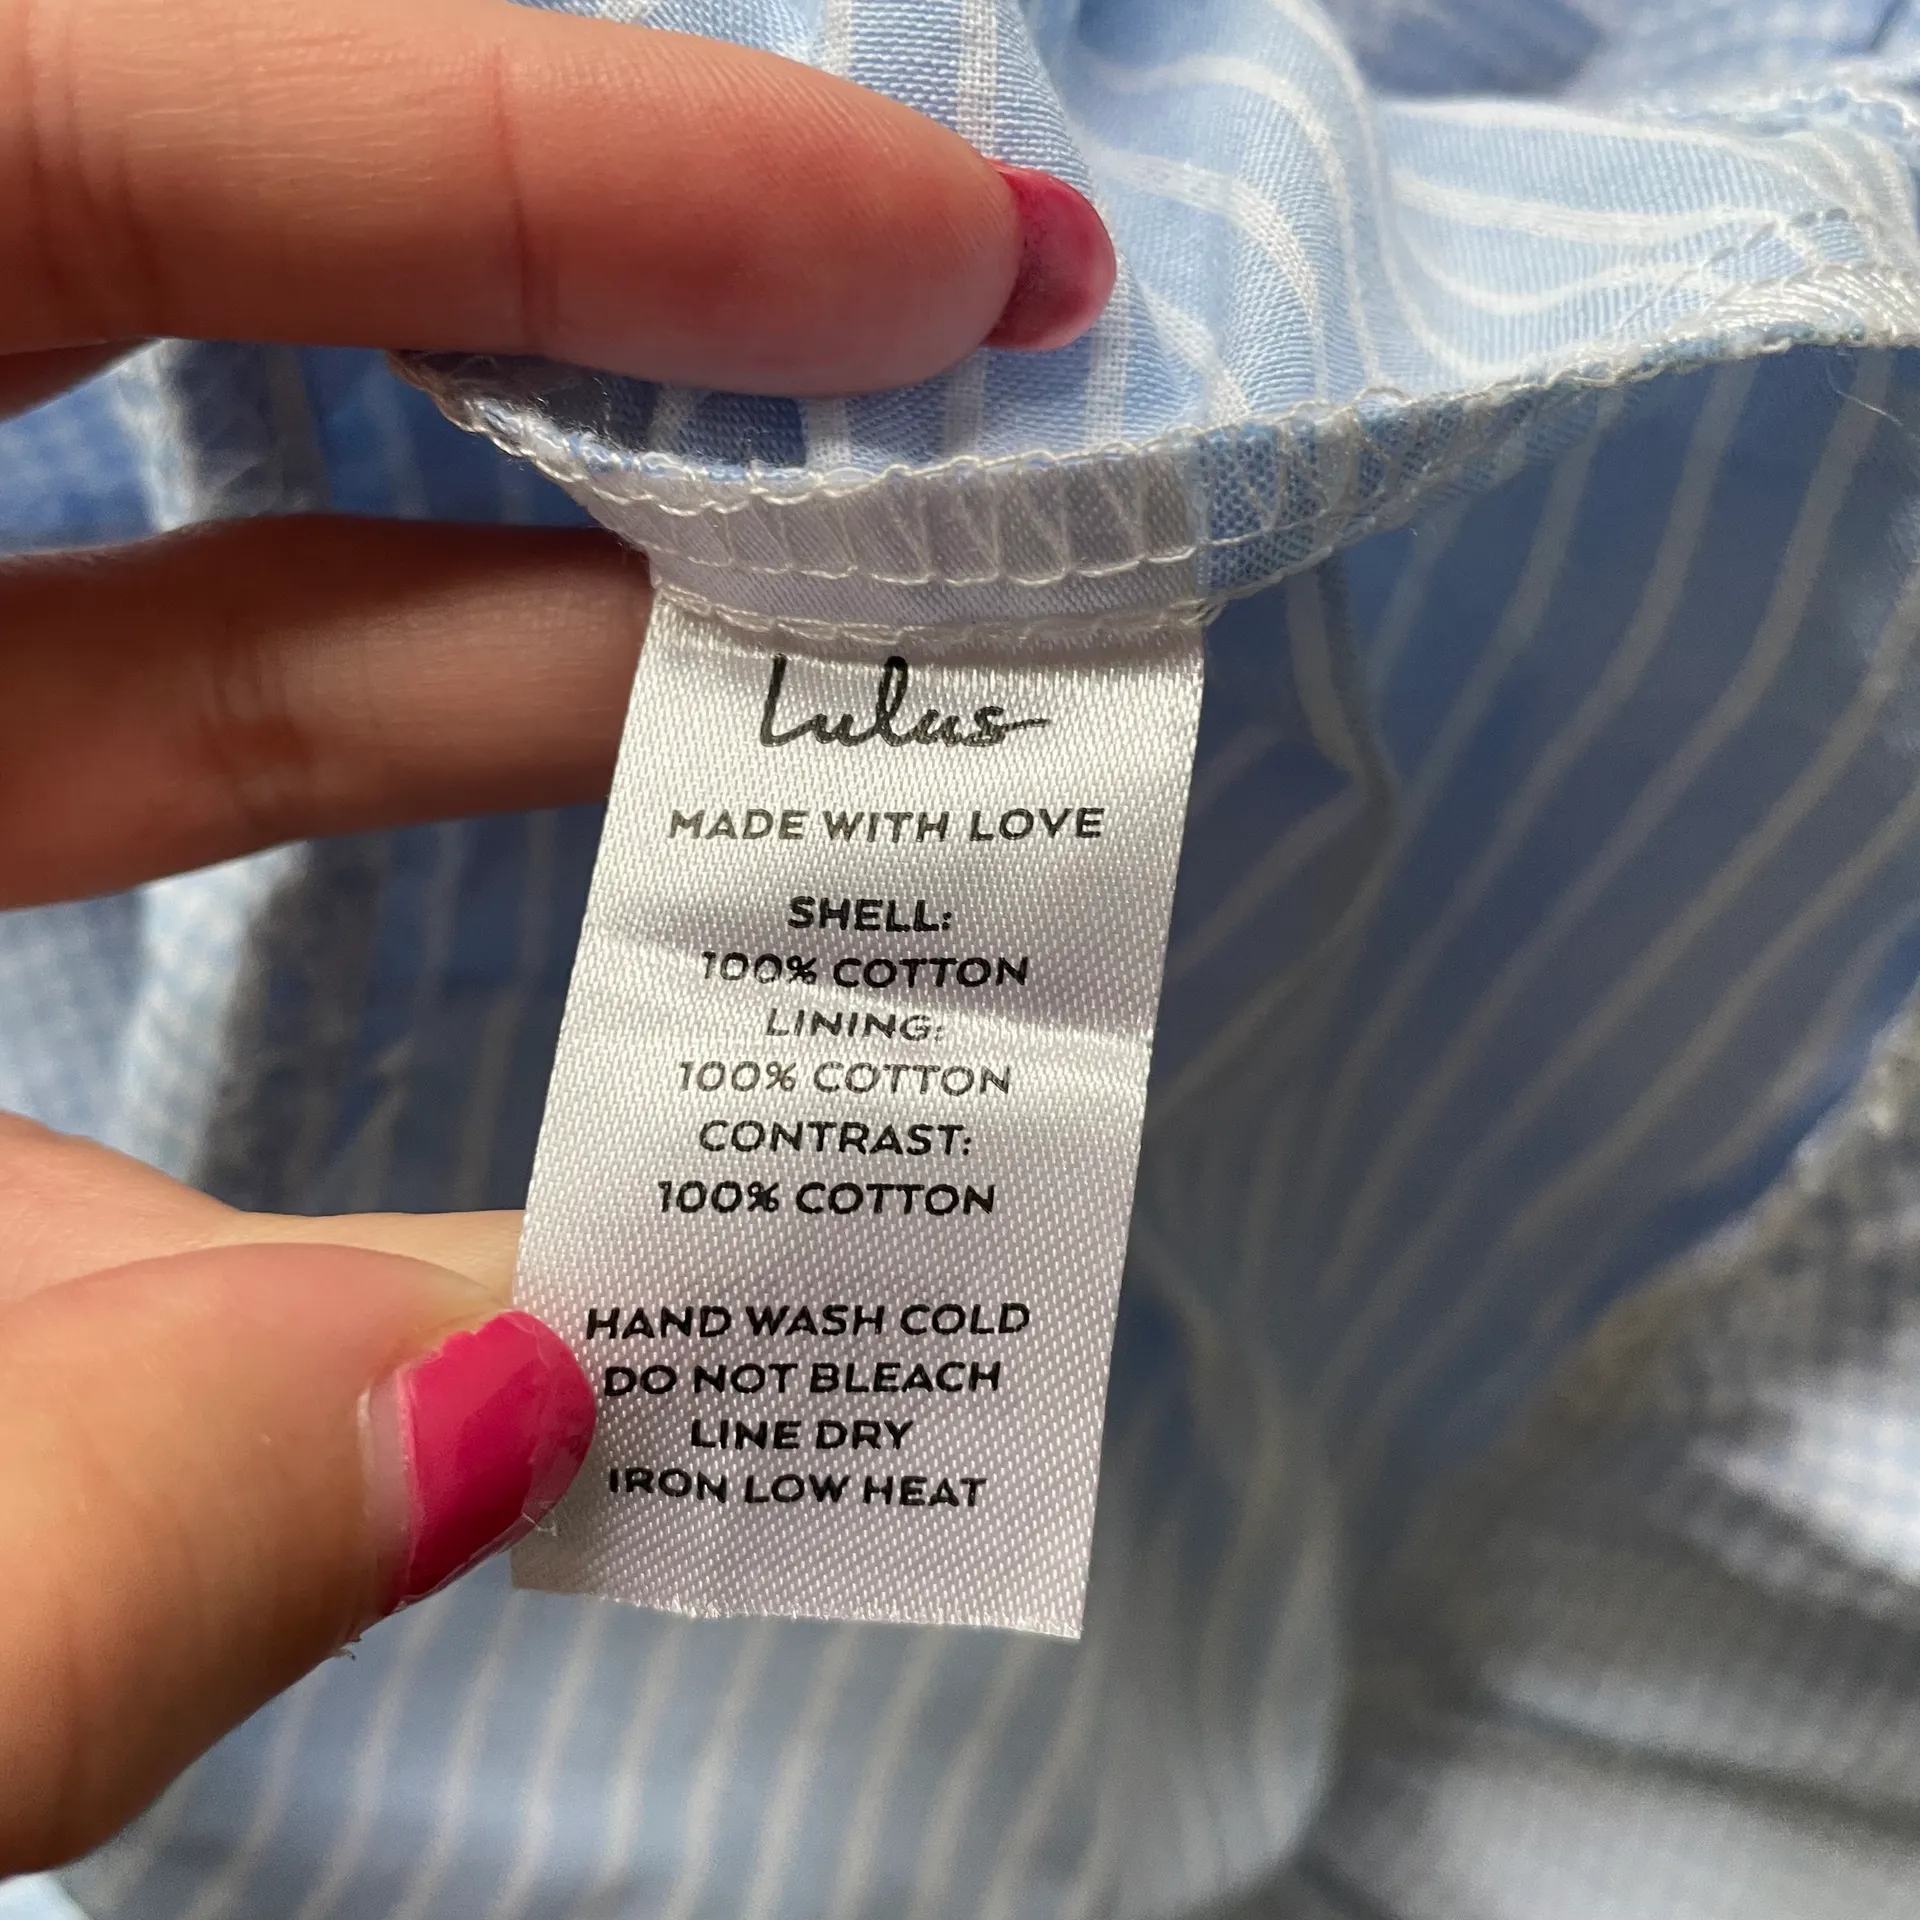 Lulus
MADE WITH LOVE
SHELL:
100% COTTON
LINING:
100% COTTON
CONTRAST:
100% COTTON
HAND WASH COLD
DO NOT BLEACH
LINE DRY
IRON LOW HEAT